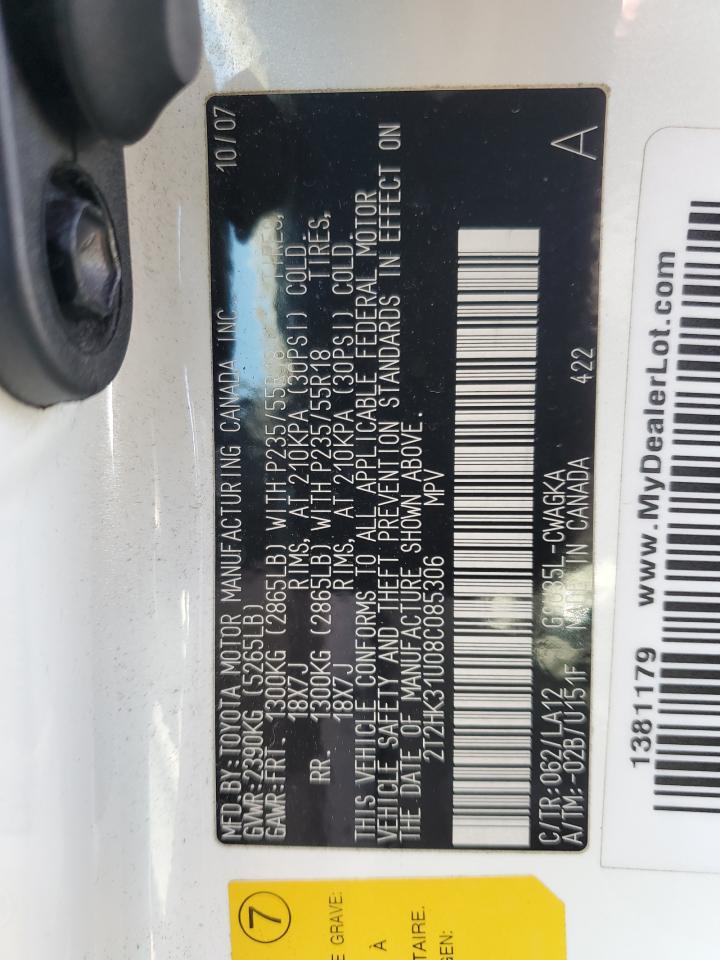 MFD BY: TOYOTA MOTOR MANUFACTURING CANADA INC. 10/07
GVWR: 2390KG (5265LB)
GAWR: FRT. 1300KG (2865LB) WITH P235/55R18 TIRES,
18X7J RIMS, AT 210KPA (30PSI) COLD.
RR. 1300KG (2865LB) WITH P235/55R18 TIRES,
18X7J RIMS, AT 210KPA (30PSI) COLD.
THIS VEHICLE CONFORMS TO ALL APPLICABLE FEDERAL MOTOR
VEHICLE SAFETY AND THEFT PREVENTION STANDARDS IN EFFECT ON
THE DATE OF MANUFACTURE SHOWN ABOVE.
2T2HK31U08C085306 MPV
C/TR: 062/LA12 GSU35L-CWAGKA
A/TM: -02B/U151F MADE IN CANADA 422 A
1381179 www.MyDealerLot.com
7
GRAVE:
À
TAIRE.
GEN: